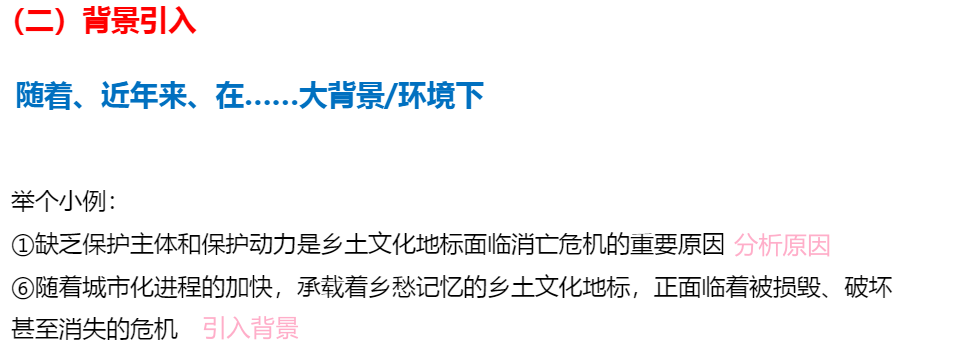 （二）背景引入
随着、近年来、在……大背景/环境下
举个小例：
①缺乏保护主体和保护动力是乡土文化地标面临消亡危机的重要原因 分析原因
⑥随着城市化进程的加快，承载着乡愁记忆的乡土文化地标，正面临着被损毁、破坏
甚至消失的危机 引入背景